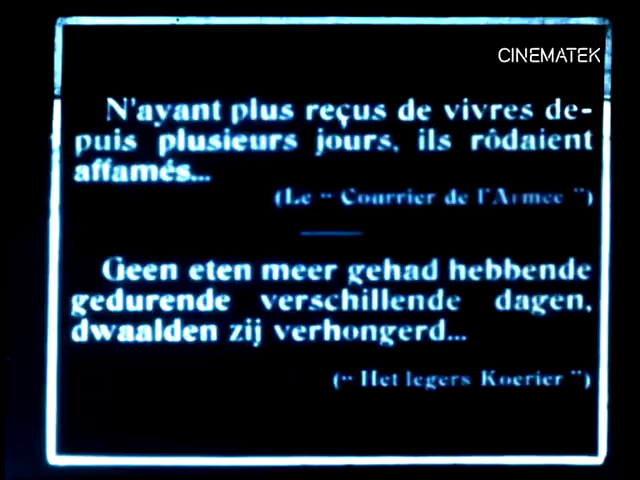 CINEMATEK
N'ayant plus reçus de vivres de-
puis plusieurs jours, ils rôdaient
affamés...
(Le “ Courrier de l'Armee ”)
Geen eten meer gehad hebbende
gedurende verschillende dagen,
dwaalden zij verhongerd...
(“ Het legers Koerier ”)